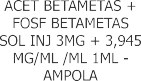 ACET BETAMETAS +
FOSF BETAMETAS
SOL INJ 3MG + 3,945
MG/ML /ML 1ML -
AMPOLA